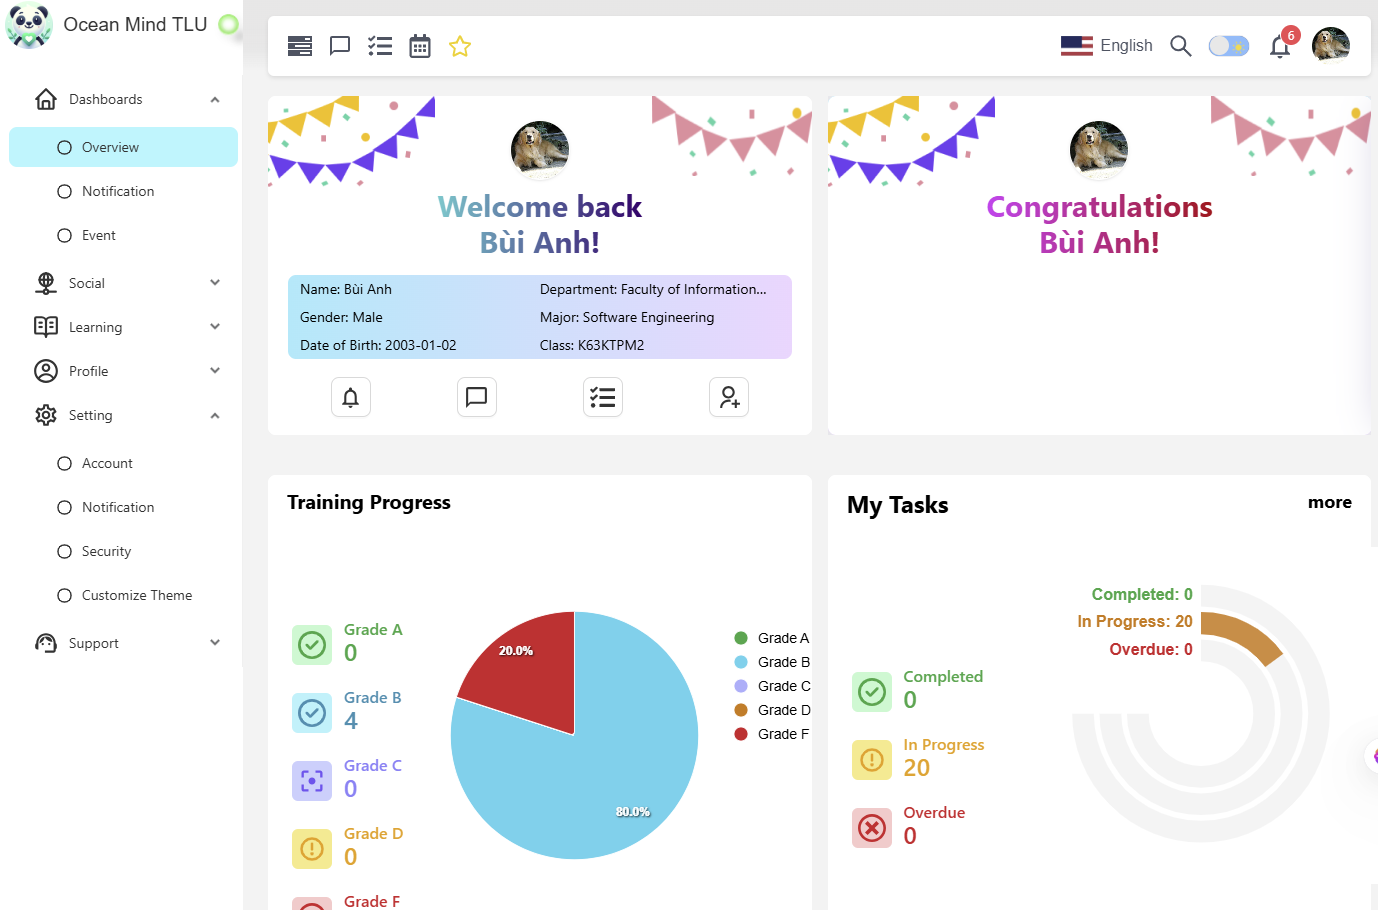 Ocean Mind TLU
English
6
Dashboards
Overview
Notification
Event
Social
Learning
Profile
Setting
Account
Notification
Security
Customize Theme
Support
Welcome back
Bùi Anh!
Name: Bùi Anh
Department: Faculty of Information...
Gender: Male
Major: Software Engineering
Date of Birth: 2003-01-02
Class: K63KTPM2
Congratulations
Bùi Anh!
Training Progress
Grade A
0
Grade B
4
Grade C
0
Grade D
0
Grade F
20.0%
80.0%
Grade A
Grade B
Grade C
Grade D
Grade F
My Tasks
more
Completed
0
In Progress
20
Overdue
0
Completed: 0
In Progress: 20
Overdue: 0